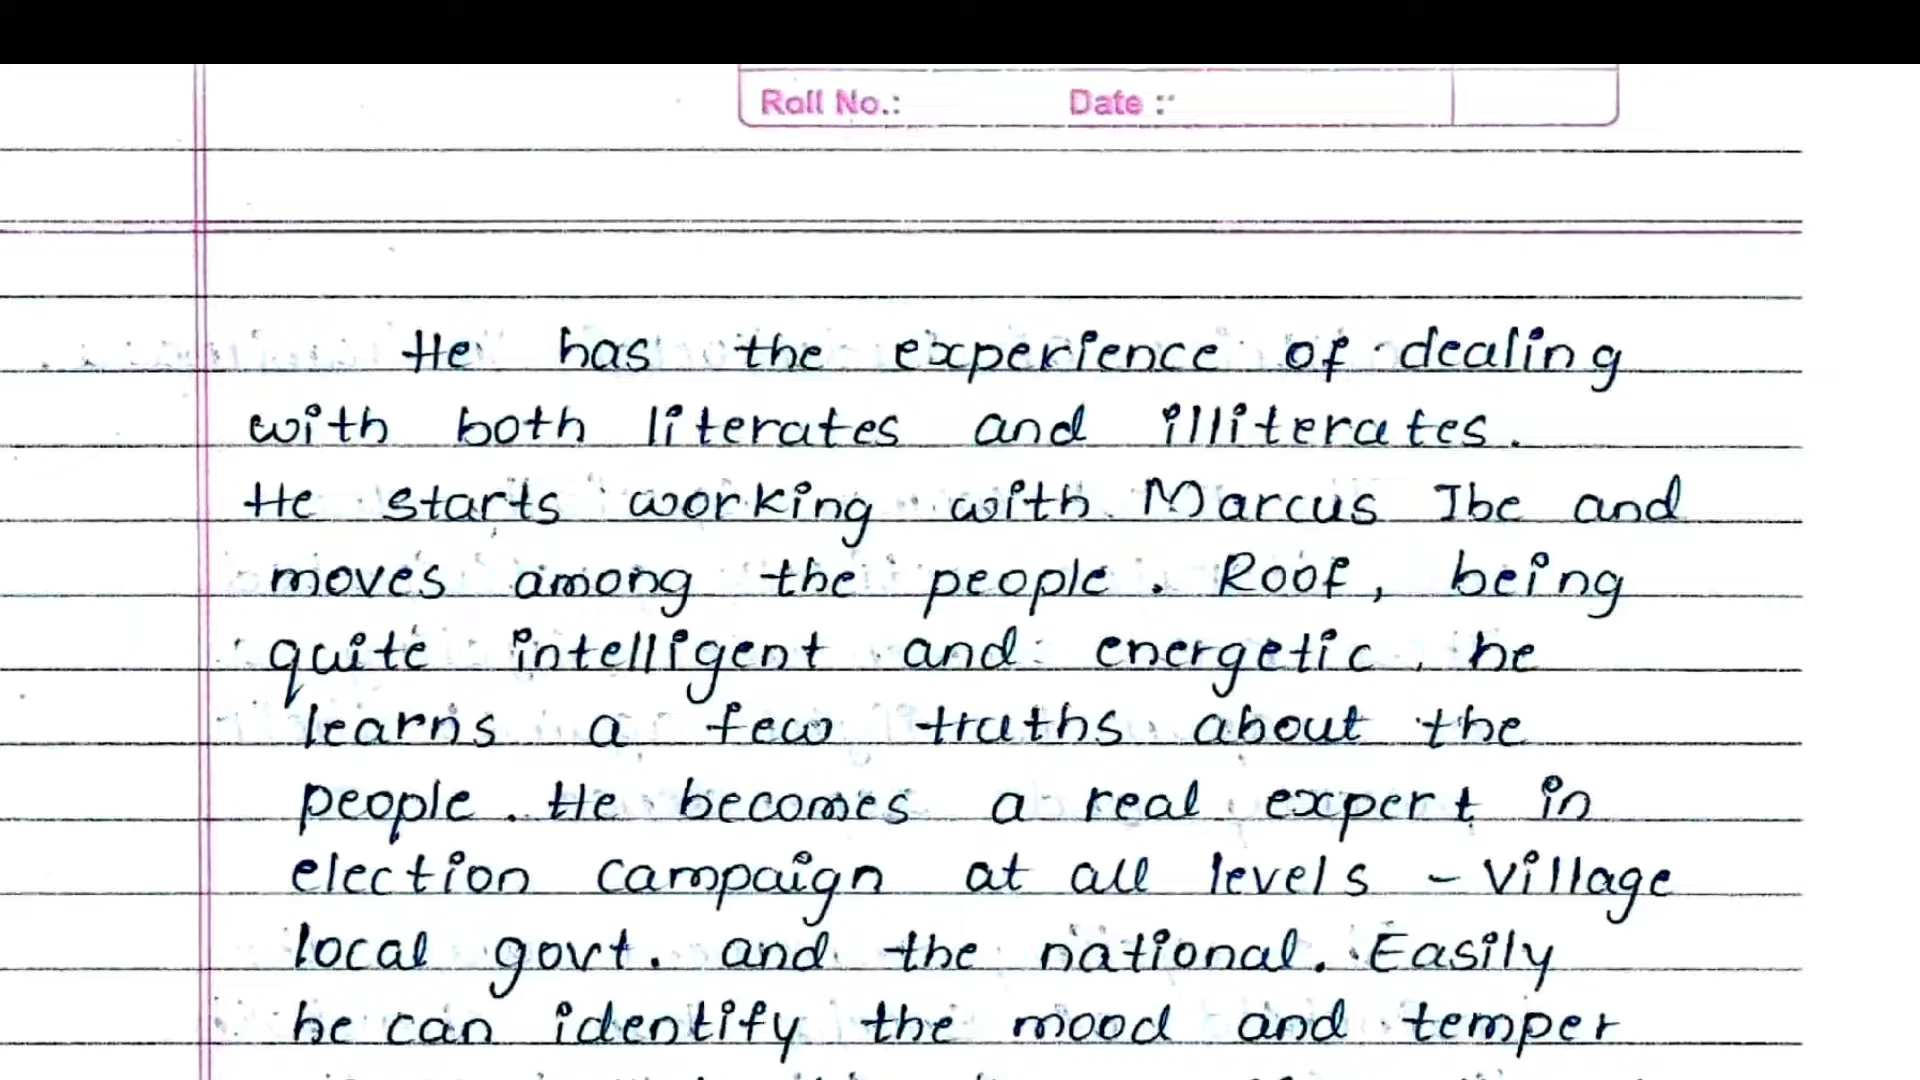 Roll No.: Date :
He has the experience of dealing
with both literates and illiterates.
He starts working with Marcus Ibe and
moves among the people. Roof, being
quite intelligent and energetic, he
learns a few truths about the
people. He becomes a real expert in
election campaign at all levels - village
local govt. and the national. Easily
he can identify the mood and temper